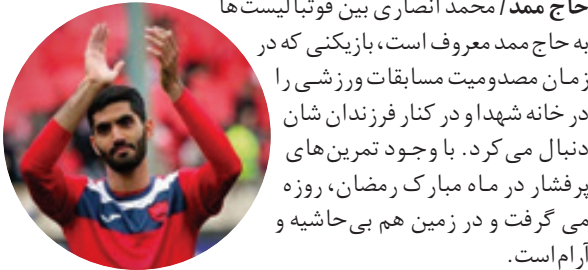 حاج ممد/ محمد انصاری بین فوتبالیست‌ها
به حاج ممد معروف است، بازیکنی که در
زمان مصدومیت مسابقات ورزشی را
در خانه شهدا و در کنار فرزندان شان
دنبال می کرد. با وجود تمرین‌های
پرفشار در ماه مبارک رمضان، روزه
می گرفت و در زمین هم بی‌حاشیه و
آرام است.